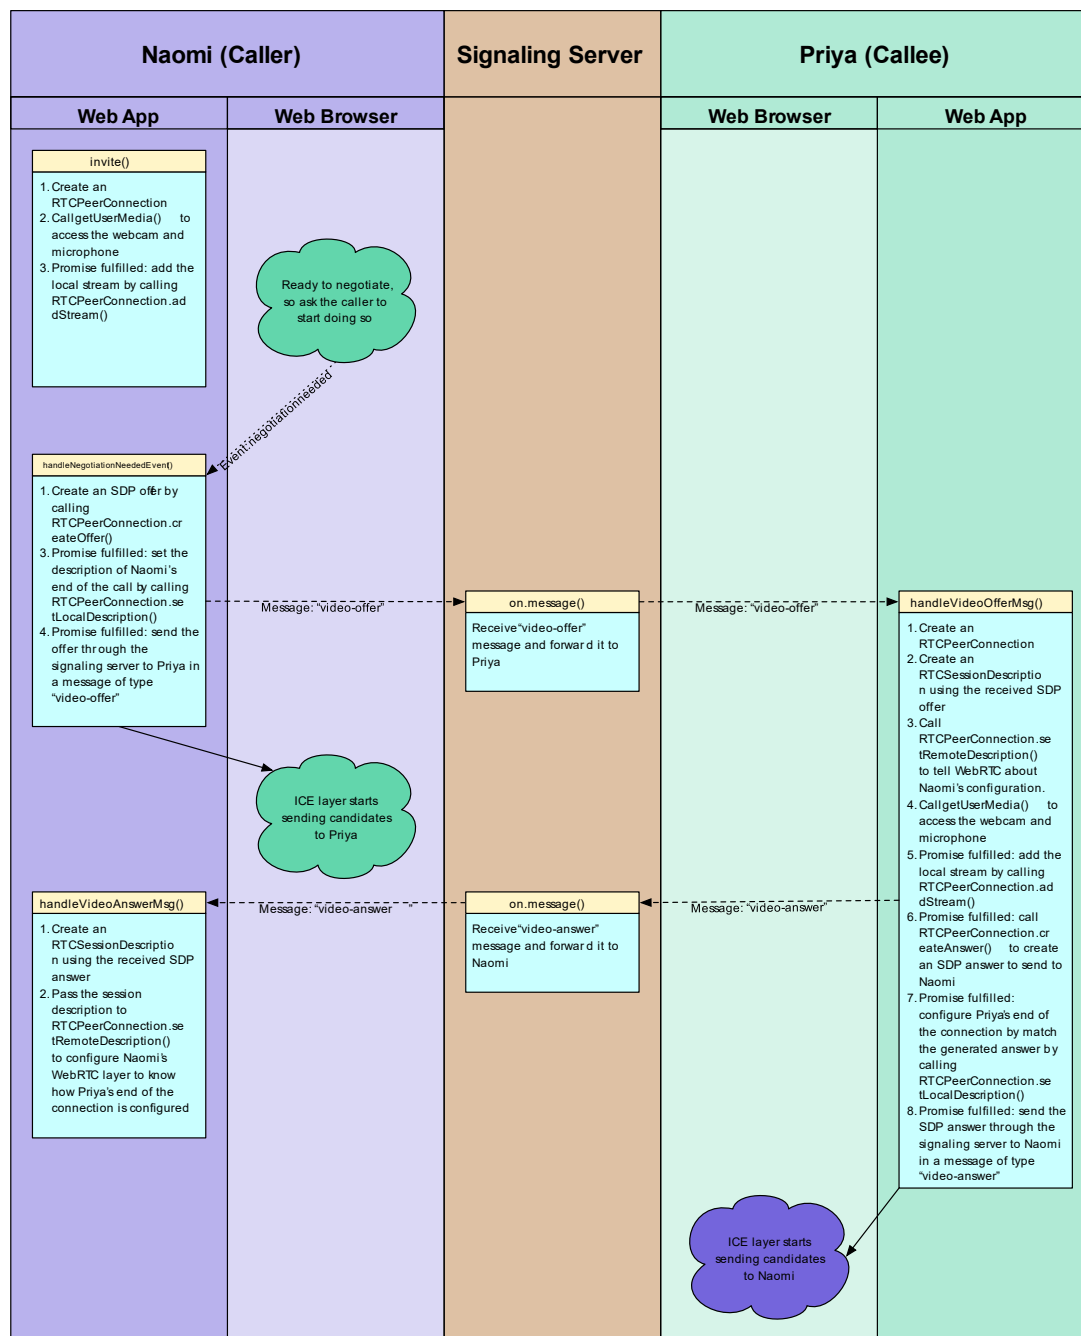 Naomi (Caller)
Signaling Server
Priya (Callee)
Web App
Web Browser
Web Browser
Web App
invite()
1. Create an
RTCPeerConnection
2. CallgetUserMedia() to
access the webcam and
microphone
3. Promise fulfilled: add the
local stream by calling
RTCPeerConnection.ad
dStream()
Ready to negotiate,
so ask the caller to
start doing so
Event:negotiationneeded
handleNegotiationNeededEvent()
1. Create an SDP offer by
calling
RTCPeerConnection.cr
eateOffer()
3. Promise fulfilled: set the
description of Naomi's
end of the call by calling
RTCPeerConnection.se
tLocalDescription()
4. Promise fulfilled: send the
offer through the
signaling server to Priya in
a message of type
“video-offer”
Message: “video-offer”
on.message()
Receive“video-offer”
message and forward it to
Priya
Message: “video-offer”
handleVideoOfferMsg()
1. Create an
RTCPeerConnection
2. Create an
RTCSessionDescriptio
n using the received SDP
offer
3. Call
RTCPeerConnection.se
tRemoteDescription()
to tell WebRTC about
Naomi's configuration.
4. CallgetUserMedia() to
access the webcam and
microphone
5. Promise fulfilled: add the
local stream by calling
RTCPeerConnection.ad
dStream()
6. Promise fulfilled: call
RTCPeerConnection.cr
eateAnswer() to create
an SDP answer to send to
Naomi
7. Promise fulfilled:
configure Priya's end of
the connection by match
the generated answer by
calling
RTCPeerConnection.se
tLocalDescription()
8. Promise fulfilled: send the
SDP answer through the
signaling server to Naomi
in a message of type
“video-answer”
ICE layer starts
sending candidates
to Priya
Message: “video-answer”
on.message()
Receive“video-answer”
message and forward it to
Naomi
Message: “video-answer ”
handleVideoAnswerMsg()
1. Create an
RTCSessionDescriptio
n using the received SDP
answer
2. Pass the session
description to
RTCPeerConnection.se
tRemoteDescription()
to configure Naomi's
WebRTC layer to know
how Priya's end of the
connection is configured
ICE layer starts
sending candidates
to Naomi